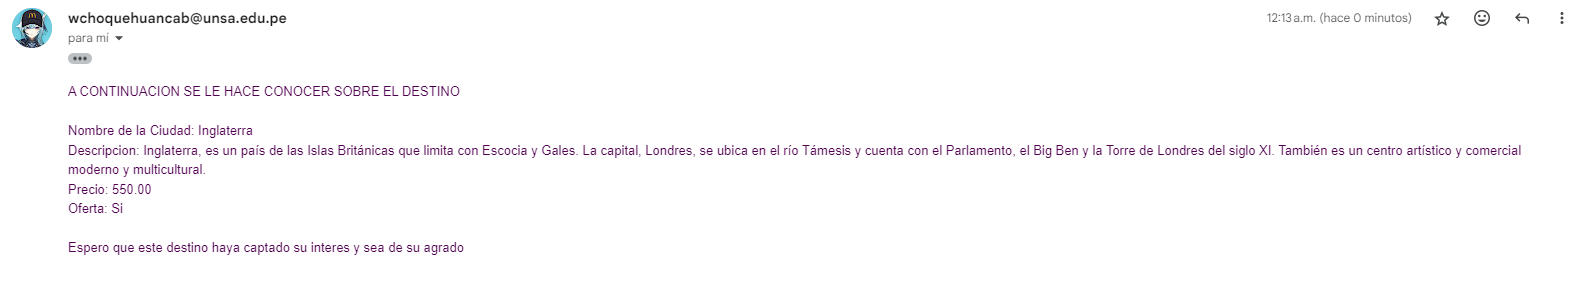 wchoquehuancab@unsa.edu.pe
12:13 a.m. (hace 0 minutos)
para mí
A CONTINUACION SE LE HACE CONOCER SOBRE EL DESTINO
Nombre de la Ciudad: Inglaterra
Descripcion: Inglaterra, es un país de las Islas Británicas que limita con Escocia y Gales. La capital, Londres, se ubica en el río Támesis y cuenta con el Parlamento, el Big Ben y la Torre de Londres del siglo XI. También es un centro artístico y comercial
moderno y multicultural.
Precio: 550.00
Oferta: Si
Espero que este destino haya captado su interes y sea de su agrado